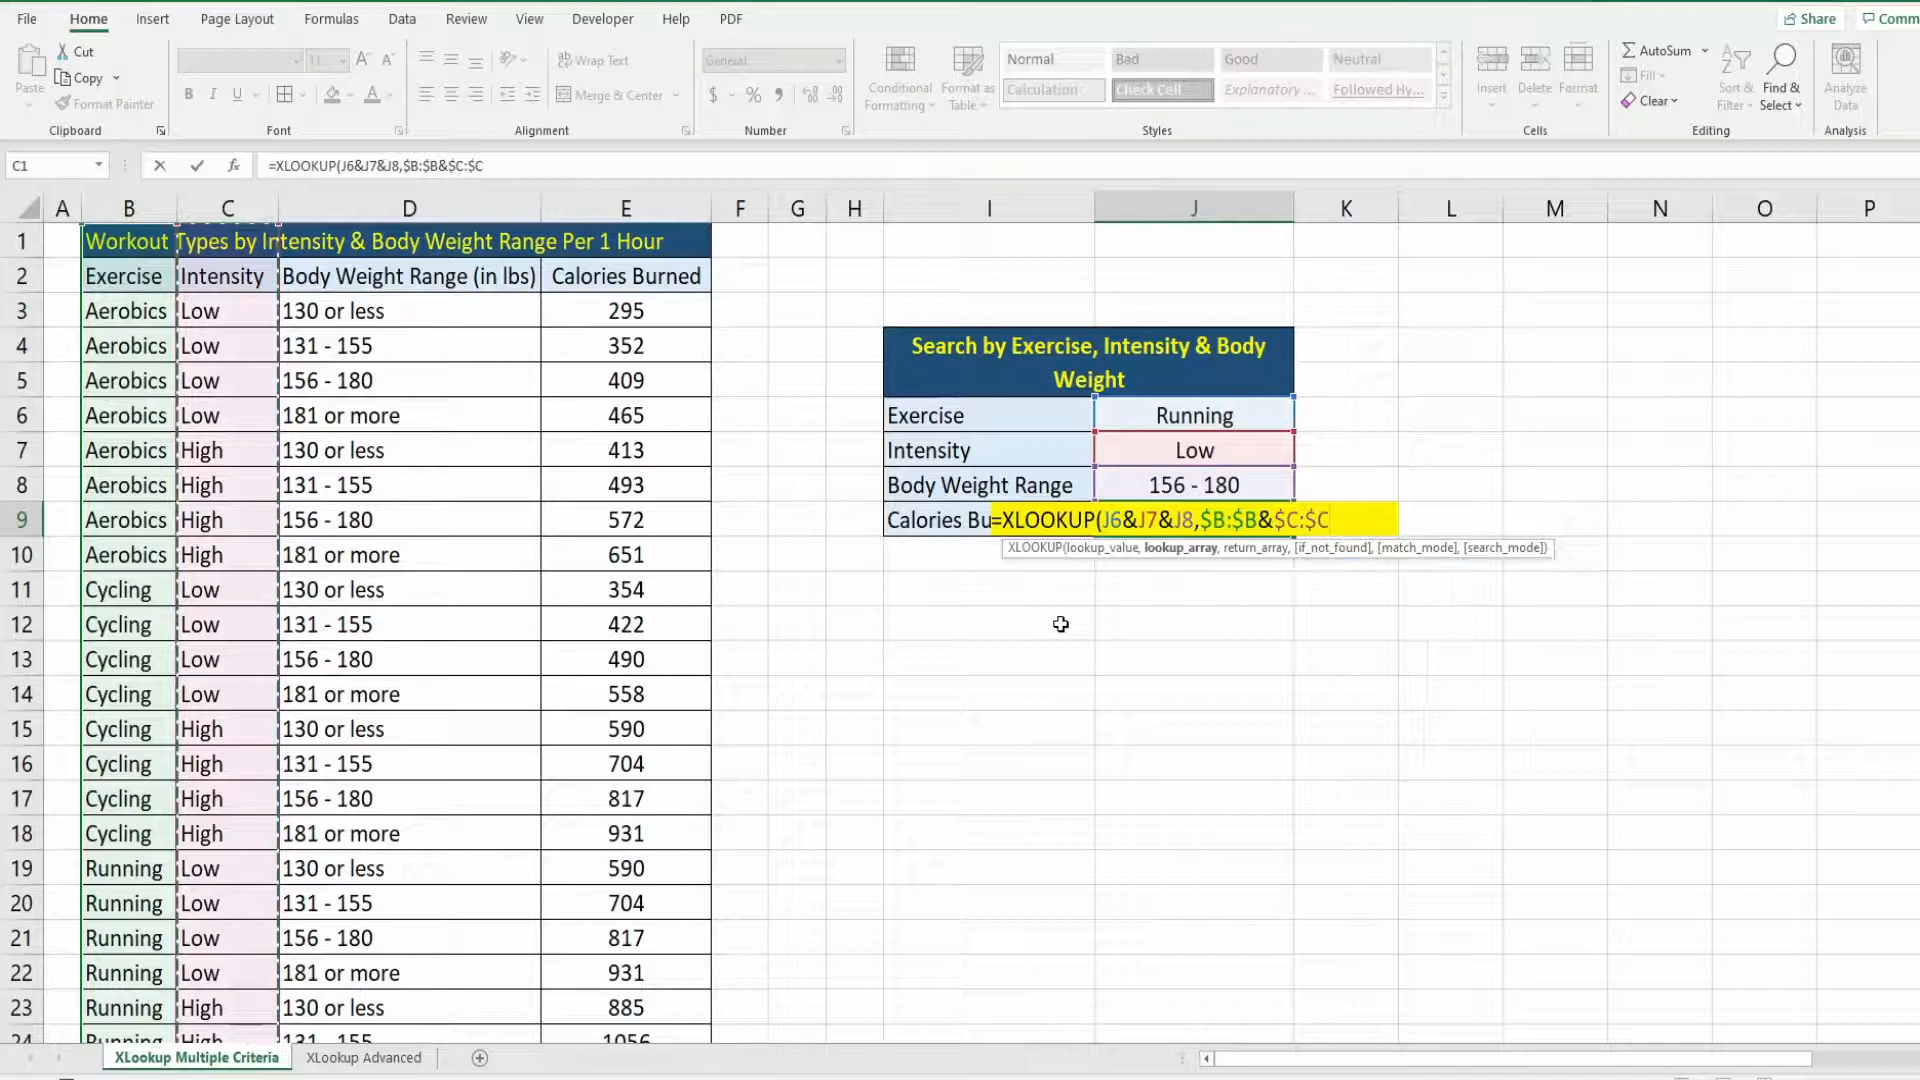 File Home Insert Page Layout Formulas Data Review View Developer Help PDF Share Comm
Paste Cut Copy Format Painter
Clipboard
11 A A
B I U A
Font
ab Wrap Text
Merge & Center
Alignment
General
$ % 9
Number
Conditional Formatting Format as Table
Normal Bad Good Neutral
Calculation Check Cell Explanatory ... Followed Hy...
Styles
Insert Delete Format
Cells
AutoSum
Fill
Clear
Sort & Filter Find & Select
Editing
Analyze Data
Analysis
C1 fx =XLOOKUP(J6&J7&J8,$B:$B&$C:$C
A B C D E F G H I J K L M N O P
1 Workout Types by Intensity & Body Weight Range Per 1 Hour
2 Exercise Intensity Body Weight Range (in lbs) Calories Burned
3 Aerobics Low 130 or less 295
4 Aerobics Low 131 - 155 352
5 Aerobics Low 156 - 180 409
6 Aerobics Low 181 or more 465
7 Aerobics High 130 or less 413
8 Aerobics High 131 - 155 493
9 Aerobics High 156 - 180 572
10 Aerobics High 181 or more 651
11 Cycling Low 130 or less 354
12 Cycling Low 131 - 155 422
13 Cycling Low 156 - 180 490
14 Cycling Low 181 or more 558
15 Cycling High 130 or less 590
16 Cycling High 131 - 155 704
17 Cycling High 156 - 180 817
18 Cycling High 181 or more 931
19 Running Low 130 or less 590
20 Running Low 131 - 155 704
21 Running Low 156 - 180 817
22 Running Low 181 or more 931
23 Running High 130 or less 885
24 Running High 131 - 155 1056
Search by Exercise, Intensity & Body
Weight
Exercise Running
Intensity Low
Body Weight Range 156 - 180
Calories Bu=XLOOKUP(J6&J7&J8,$B:$B&$C:$C
XLOOKUP(lookup_value, lookup_array, return_array, [if_not_found], [match_mode], [search_mode])
XLookup Multiple Criteria XLookup Advanced